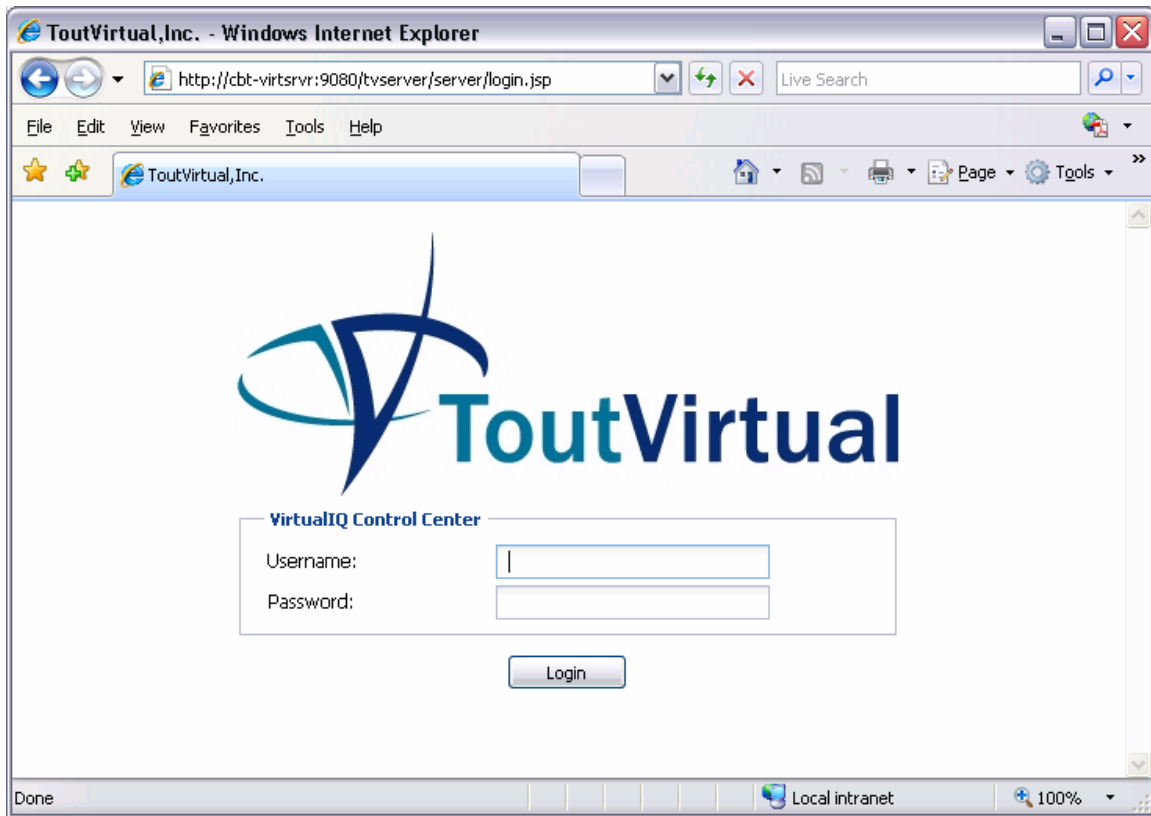 ToutVirtual,Inc. - Windows Internet Explorer
http://cbt-virtsrvr:9080/tvserver/server/login.jsp Live Search
File Edit View Favorites Tools Help
ToutVirtual,Inc. Page Tools »
ToutVirtual
VirtualIQ Control Center
Username:
Password:
Login
Done Local intranet 100%